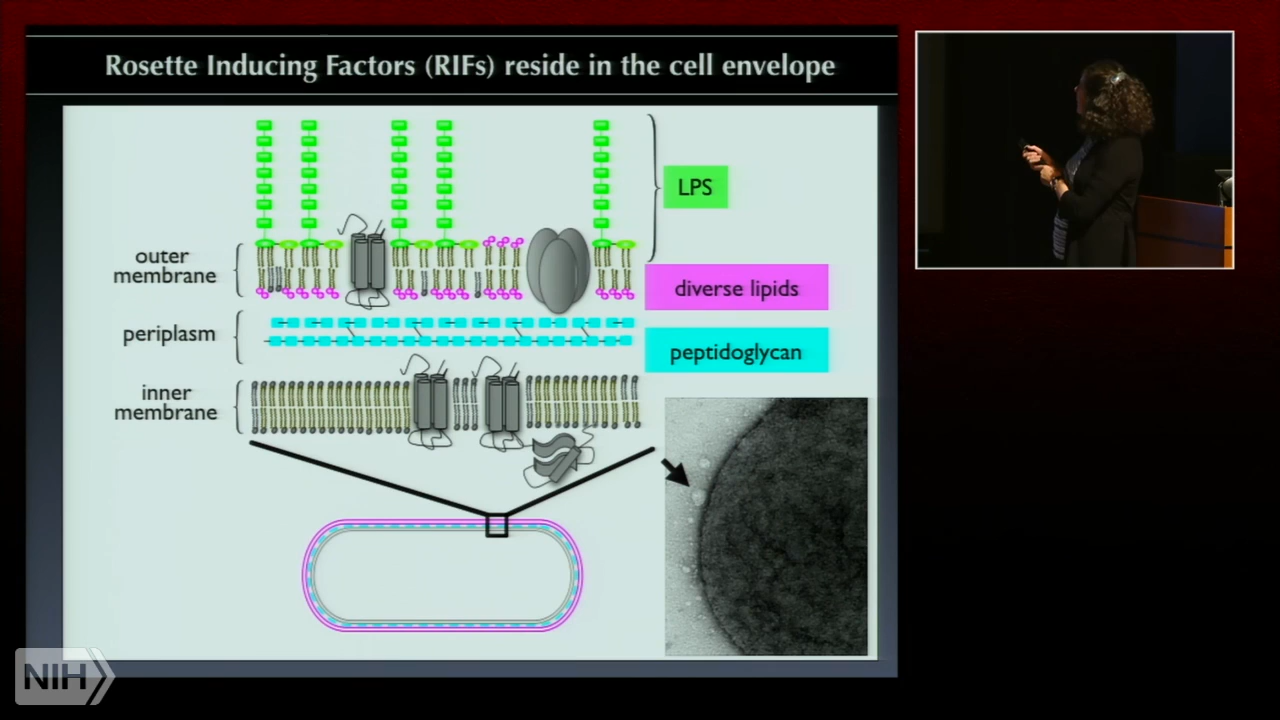 Rosette Inducing Factors (RIFs) reside in the cell envelope
LPS
outer
membrane
diverse lipids
periplasm
peptidoglycan
inner
membrane
NIH